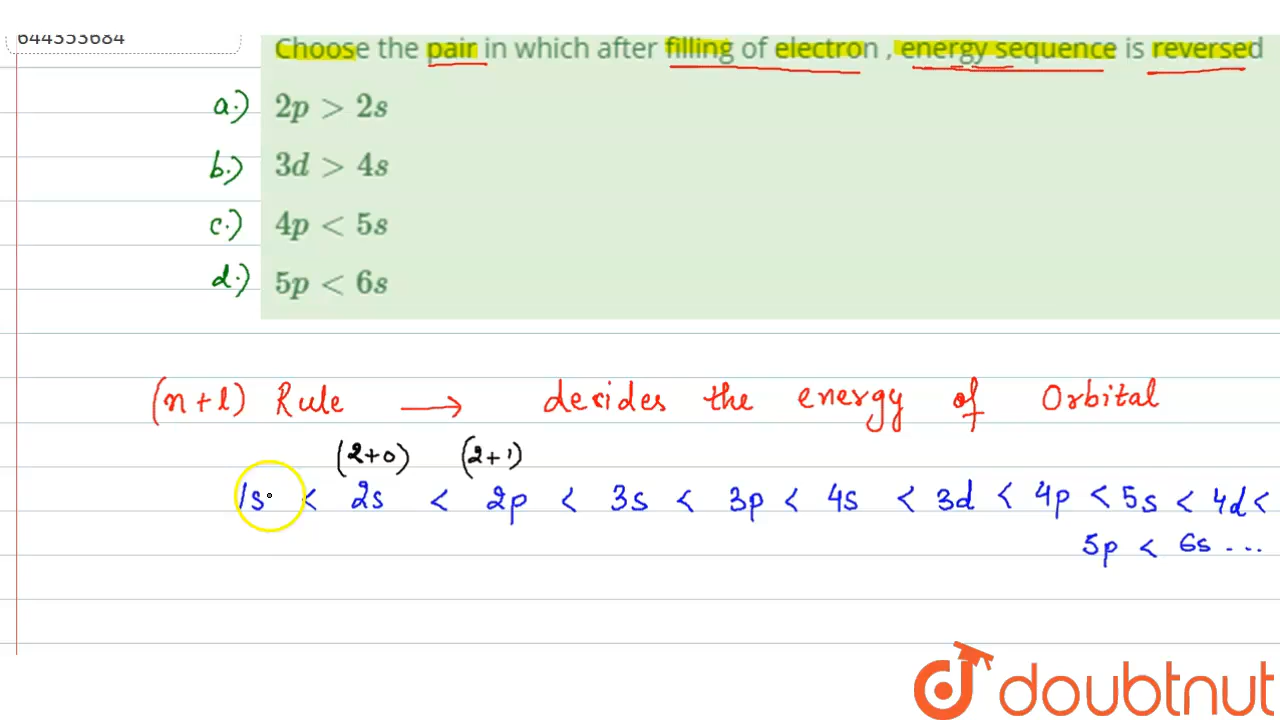 644353684
Choose the pair in which after filling of electron , energy sequence is reversed
a.) 2p > 2s
b.) 3d > 4s
c.) 4p < 5s
d.) 5p < 6s
(n+l) Rule → decides the energy of Orbital
(2+0) (2+1)
1s < 2s < 2p < 3s < 3p < 4s < 3d < 4p < 5s < 4d <
5p < 6s ...
doubtnut